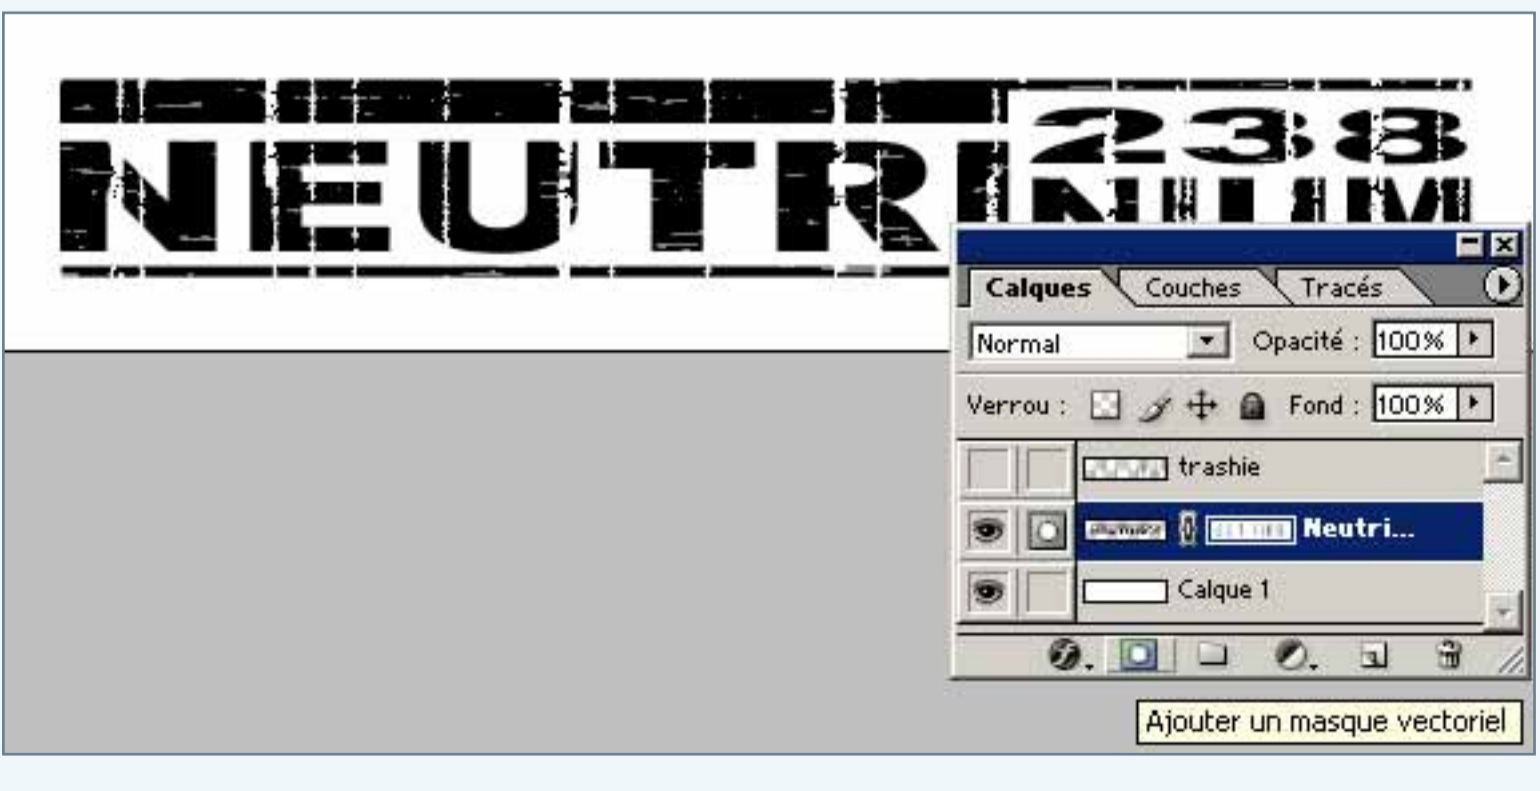 238
NEUTRI
NIUM
Calques Couches Tracés
Normal Opacité : 100%
Verrou : Fond : 100%
trashie
Neutri...
Calque 1
Ajouter un masque vectoriel